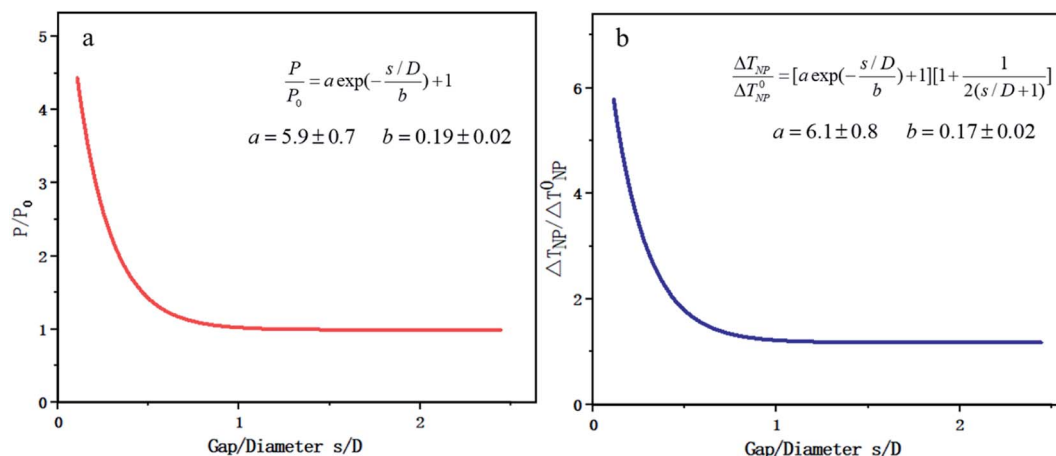 a
5
4
3
2
1
0
0
1
2
P/P₀
Gap/Diameter s/D
P/P₀ = a exp(-(s/D)/b)+1
a = 5.9 ± 0.7 b = 0.19 ± 0.02
b
6
4
2
0
0
1
2
△T_NP/△T⁰_NP
Gap/Diameter s/D
ΔT_NP/ΔT⁰_NP = [a exp(-(s/D)/b)+1][1+1/(2(s/D+1))]
a = 6.1 ± 0.8 b = 0.17 ± 0.02